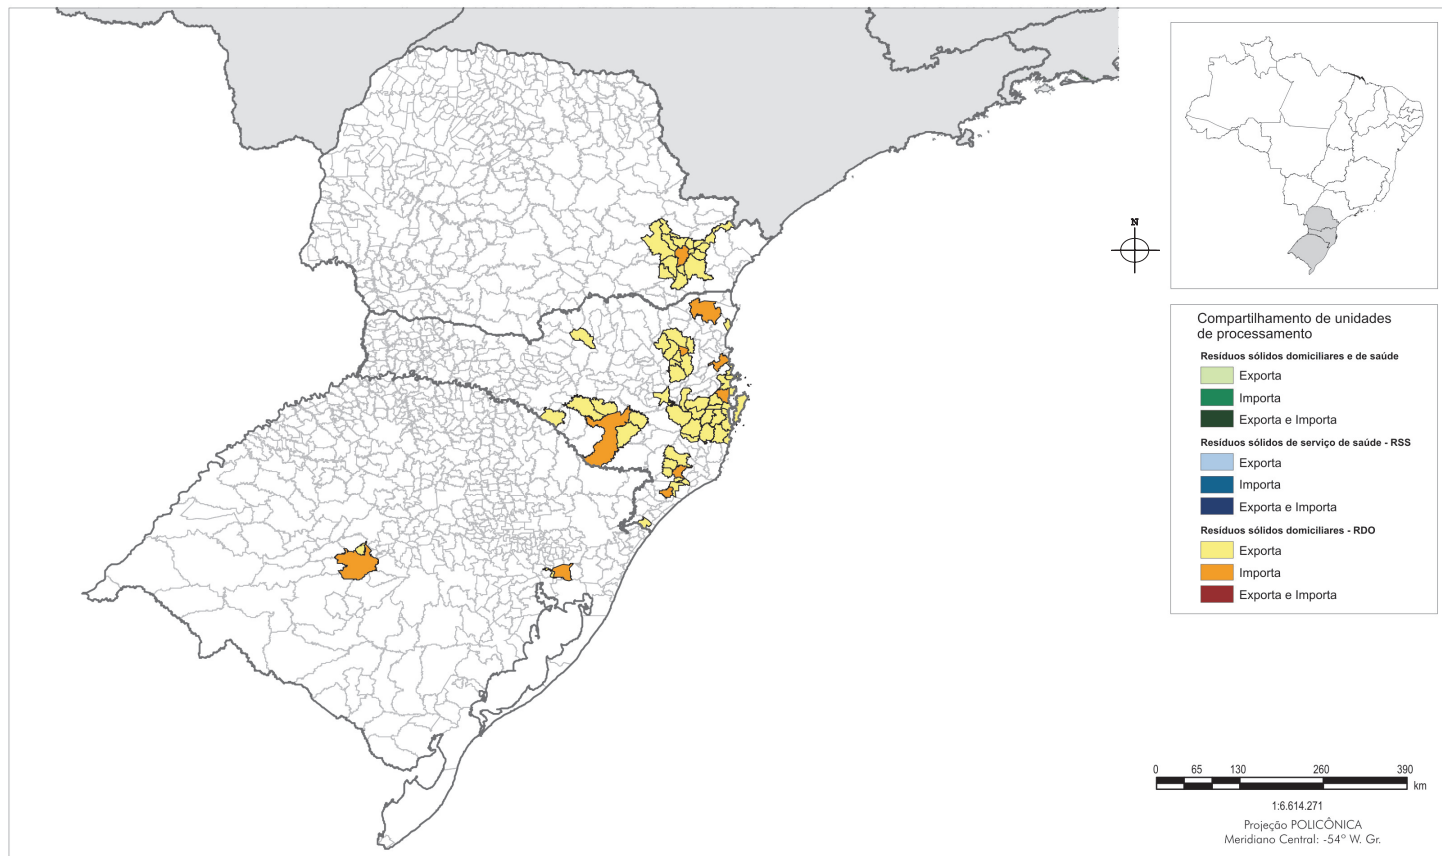 N
Compartilhamento de unidades
de processamento
Resíduos sólidos domiciliares e de saúde
Exporta
Importa
Exporta e Importa
Resíduos sólidos de serviço de saúde - RSS
Exporta
Importa
Exporta e Importa
Resíduos sólidos domiciliares - RDO
Exporta
Importa
Exporta e Importa
0 65 130 260 390
km
1:6.614.271
Projeção POLICÔNICA
Meridiano Central: -54º W. Gr.